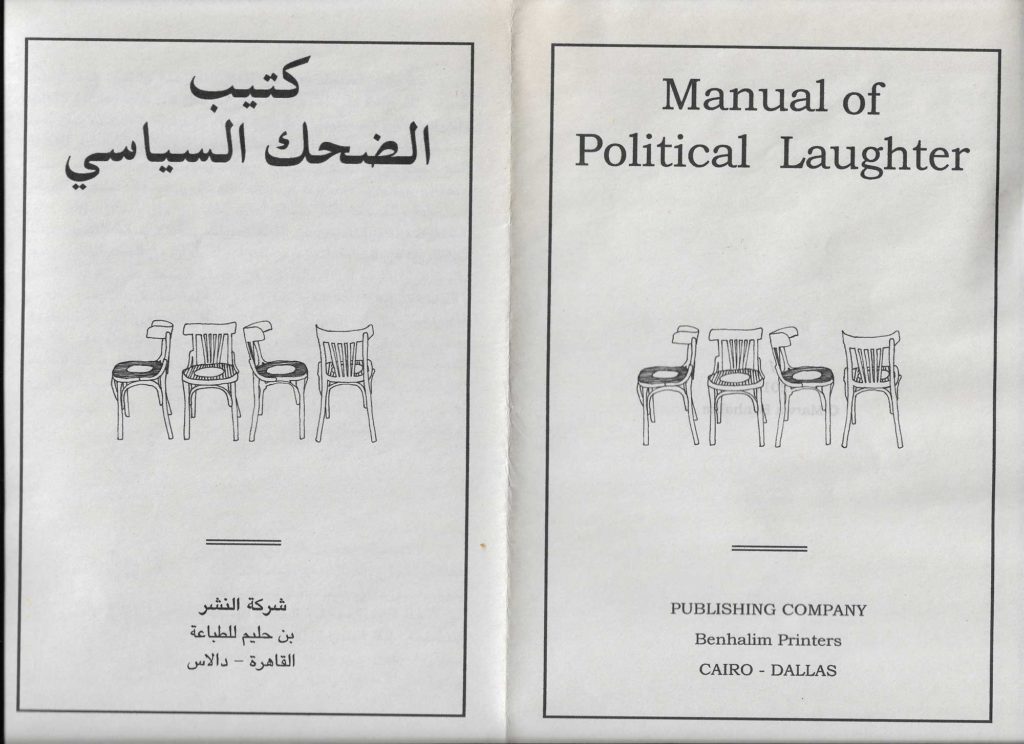 كتيب
الضحك السياسي
شركة النشر
بن حليم للطباعة
القاهرة - دالاس
Manual of
Political Laughter
PUBLISHING COMPANY
Benhalim Printers
CAIRO - DALLAS